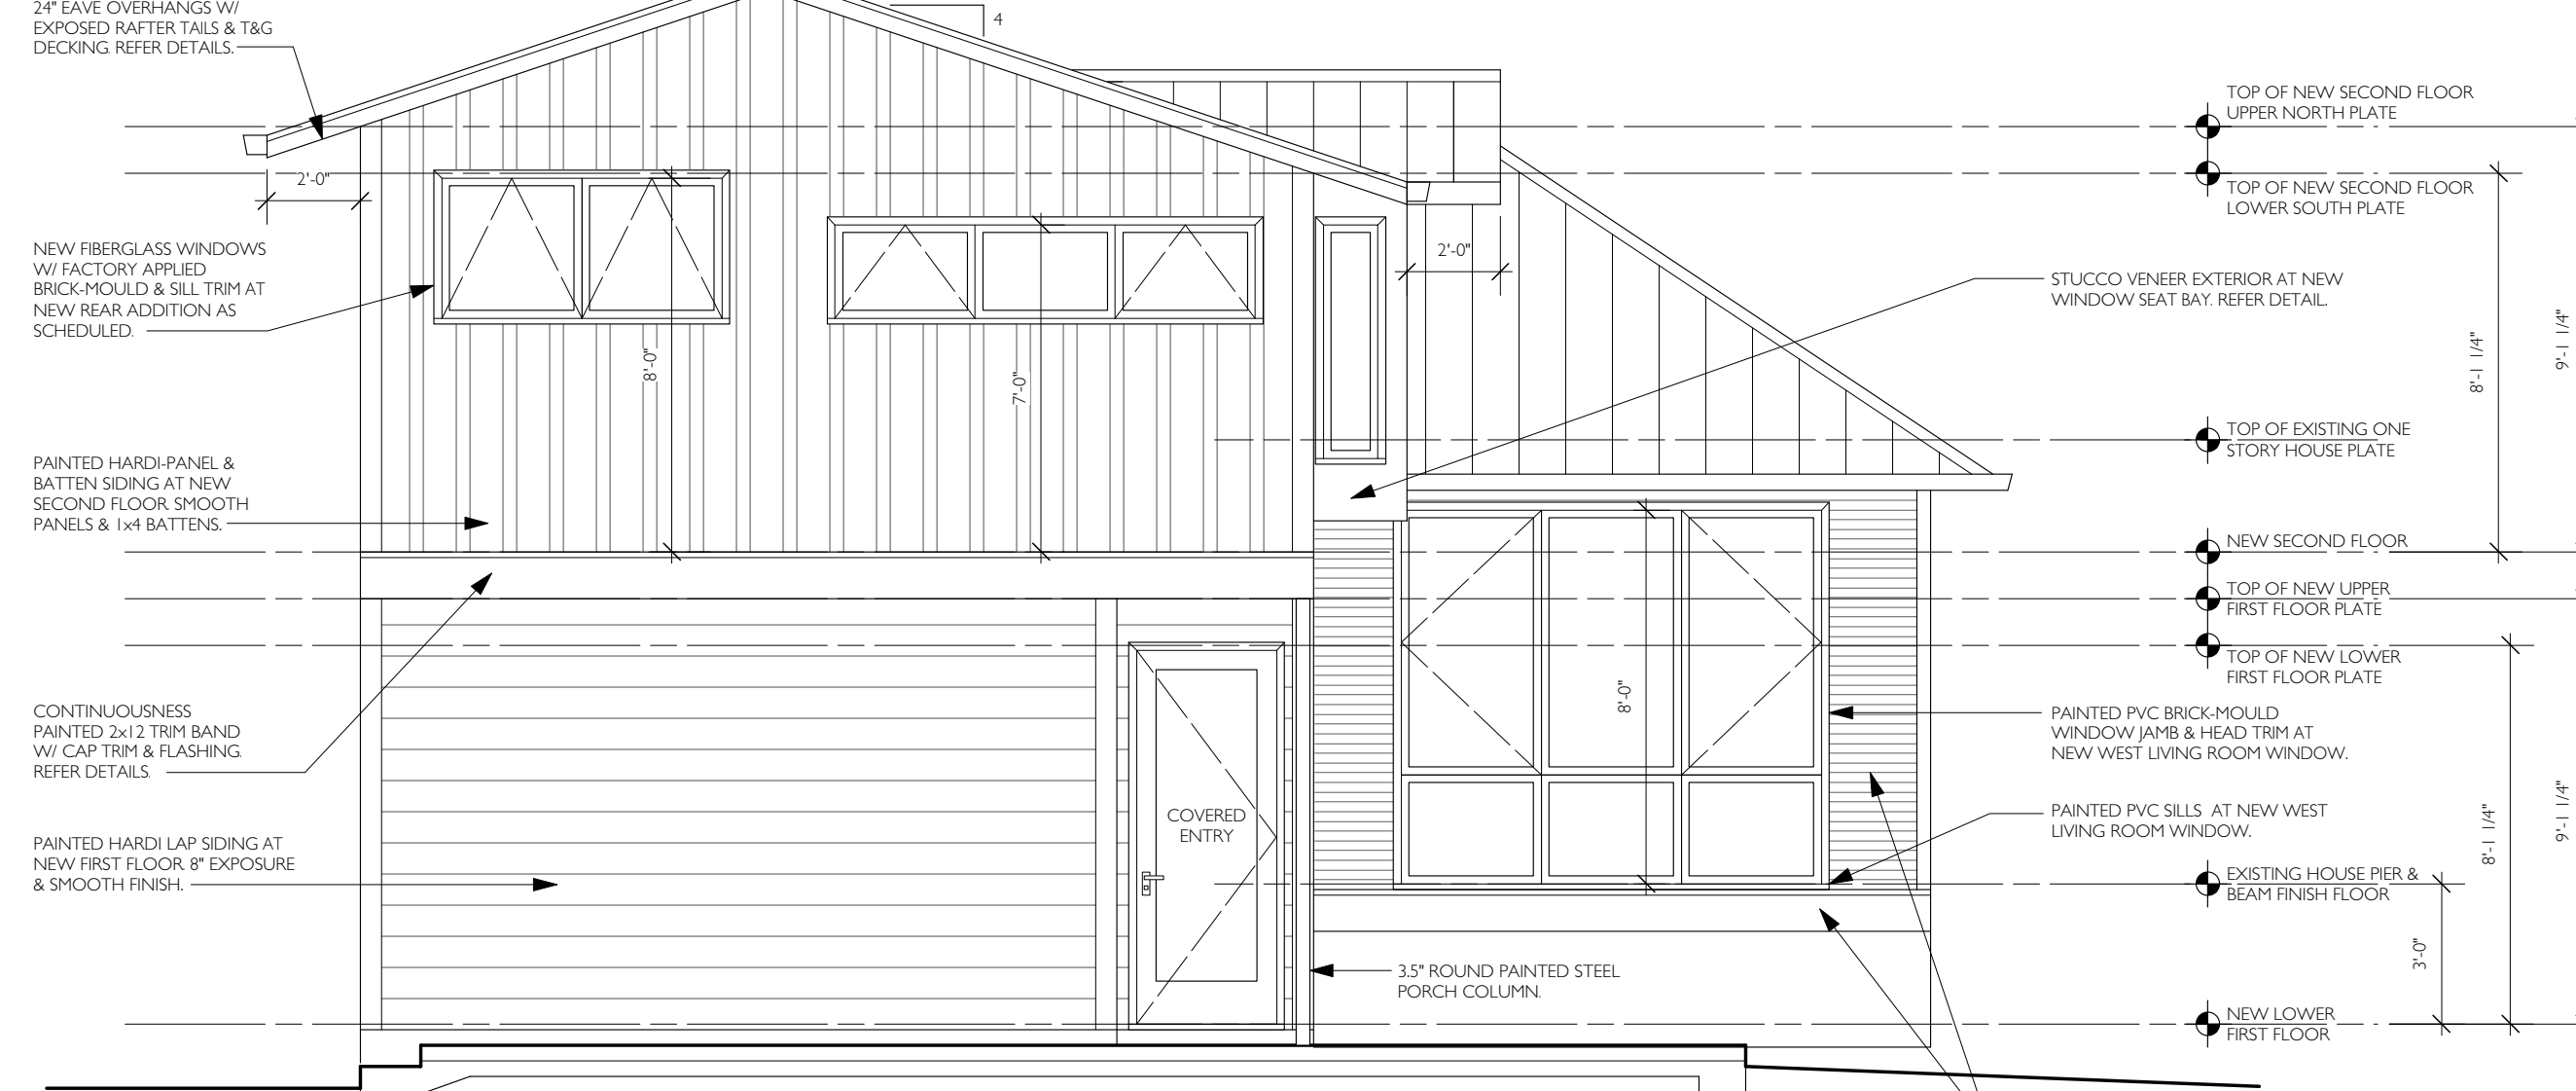 24" EAVE OVERHANGS W/
EXPOSED RAFTER TAILS & T&G
DECKING. REFER DETAILS.
4
TOP OF NEW SECOND FLOOR
UPPER NORTH PLATE
2'-0"
TOP OF NEW SECOND FLOOR
LOWER SOUTH PLATE
NEW FIBERGLASS WINDOWS
W/ FACTORY APPLIED
BRICK-MOULD & SILL TRIM AT
NEW REAR ADDITION AS
SCHEDULED.
2'-0"
STUCCO VENEER EXTERIOR AT NEW
WINDOW SEAT BAY. REFER DETAIL.
8'-0"
7'-0"
8'-1 1/4"
9'-1 1/4"
TOP OF EXISTING ONE
STORY HOUSE PLATE
PAINTED HARDI-PANEL &
BATTEN SIDING AT NEW
SECOND FLOOR. SMOOTH
PANELS & 1x4 BATTENS.
NEW SECOND FLOOR
TOP OF NEW UPPER
FIRST FLOOR PLATE
TOP OF NEW LOWER
FIRST FLOOR PLATE
8'-0"
CONTINUOUSNESS
PAINTED 2x12 TRIM BAND
W/ CAP TRIM & FLASHING.
REFER DETAILS.
PAINTED PVC BRICK-MOULD
WINDOW JAMB & HEAD TRIM AT
NEW WEST LIVING ROOM WINDOW.
COVERED
ENTRY
PAINTED PVC SILLS AT NEW WEST
LIVING ROOM WINDOW.
8'-1 1/4"
9'-1 1/4"
PAINTED HARDI LAP SIDING AT
NEW FIRST FLOOR. 8" EXPOSURE
& SMOOTH FINISH.
EXISTING HOUSE PIER &
BEAM FINISH FLOOR
3'-0"
3.5" ROUND PAINTED STEEL
PORCH COLUMN.
NEW LOWER
FIRST FLOOR